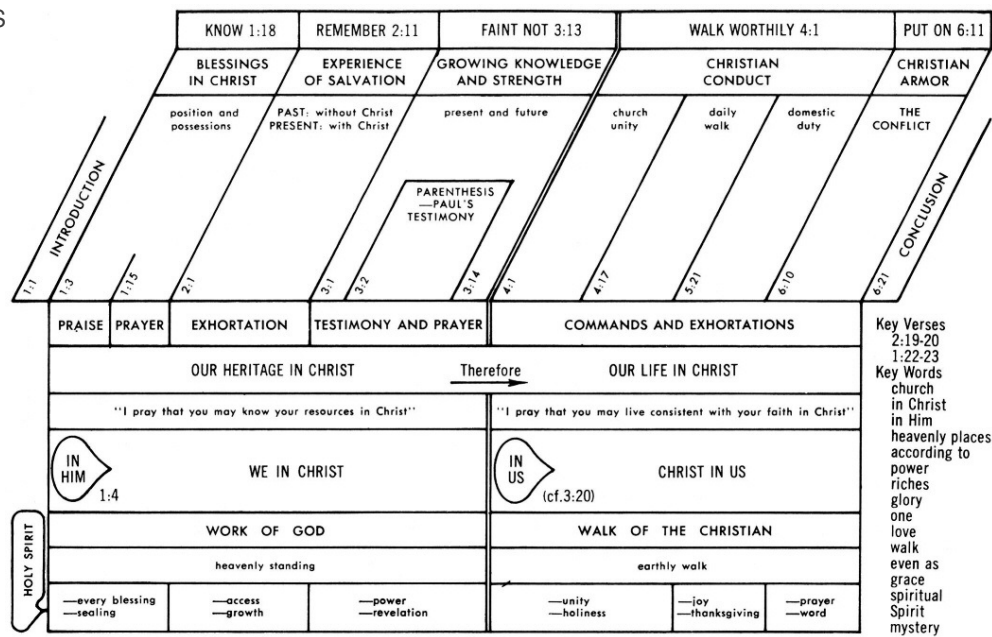 S
KNOW 1:18 REMEMBER 2:11 FAINT NOT 3:13 WALK WORTHILY 4:1 PUT ON 6:11
BLESSINGS
IN CHRIST
EXPERIENCE
OF SALVATION
GROWING KNOWLEDGE
AND STRENGTH
CHRISTIAN
CONDUCT
CHRISTIAN
ARMOR
position and
possessions
PAST: without Christ
PRESENT: with Christ
present and future
church
unity
daily
walk
domestic
duty
THE
CONFLICT
PARENTHESIS
—PAUL'S
TESTIMONY
INTRODUCTION
CONCLUSION
1:1 1:3 1:15 2:1 3:1 3:2 3:14 4:1 4:17 5:21 6:10 6:21
PRAISE PRAYER EXHORTATION TESTIMONY AND PRAYER COMMANDS AND EXHORTATIONS
OUR HERITAGE IN CHRIST Therefore OUR LIFE IN CHRIST
"I pray that you may know your resources in Christ" "I pray that you may live consistent with your faith in Christ"
IN
HIM
1:4
WE IN CHRIST
IN
US
(cf.3:20)
CHRIST IN US
WORK OF GOD WALK OF THE CHRISTIAN
heavenly standing earthly walk
HOLY SPIRIT
—every blessing
—sealing
—access
—growth
—power
—revelation
—unity
—holiness
—joy
—thanksgiving
—prayer
—word
Key Verses
2:19-20
1:22-23
Key Words
church
in Christ
in Him
heavenly places
according to
power
riches
glory
one
love
walk
even as
grace
spiritual
Spirit
mystery